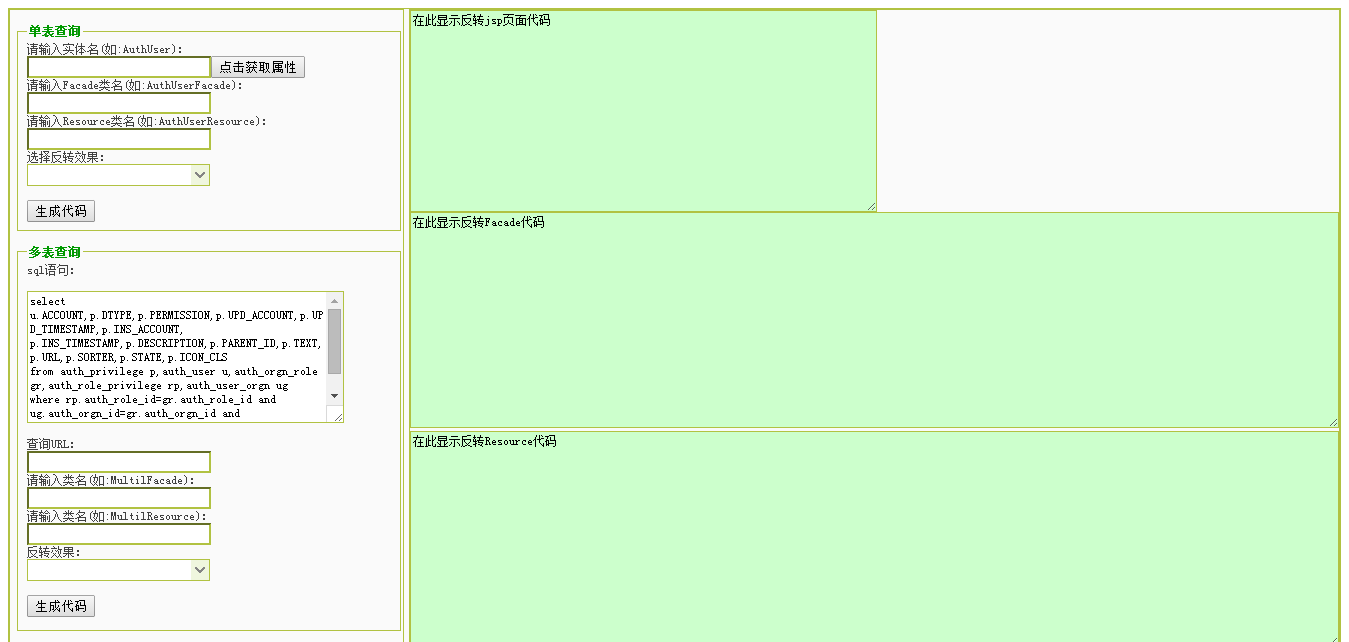 单表查询
请输入实体名(如:AuthUser):
点击获取属性
请输入Facade类名(如:AuthUserFacade):
请输入Resource类名(如:AuthUserResource):
选择反转效果:
生成代码
多表查询
sql语句:
select
u.ACCOUNT,p.DTYPE,p.PERMISSION,p.UPD_ACCOUNT,p.UP
D_TIMESTAMP,p.INS_ACCOUNT,
p.INS_TIMESTAMP,p.DESCRIPTION,p.PARENT_ID,p.TEXT,
p.URL,p.SORTER,p.STATE,p.ICON_CLS
from auth_privilege p,auth_user u,auth_orgn_role
gr,auth_role_privilege rp,auth_user_orgn ug
where rp.auth_role_id=gr.auth_role_id and
ug.auth_orgn_id=gr.auth_orgn_id and
查询URL:
请输入类名(如:MultilFacade):
请输入类名(如:MultilResource):
反转效果:
生成代码
在此显示反转jsp页面代码
在此显示反转Facade代码
在此显示反转Resource代码